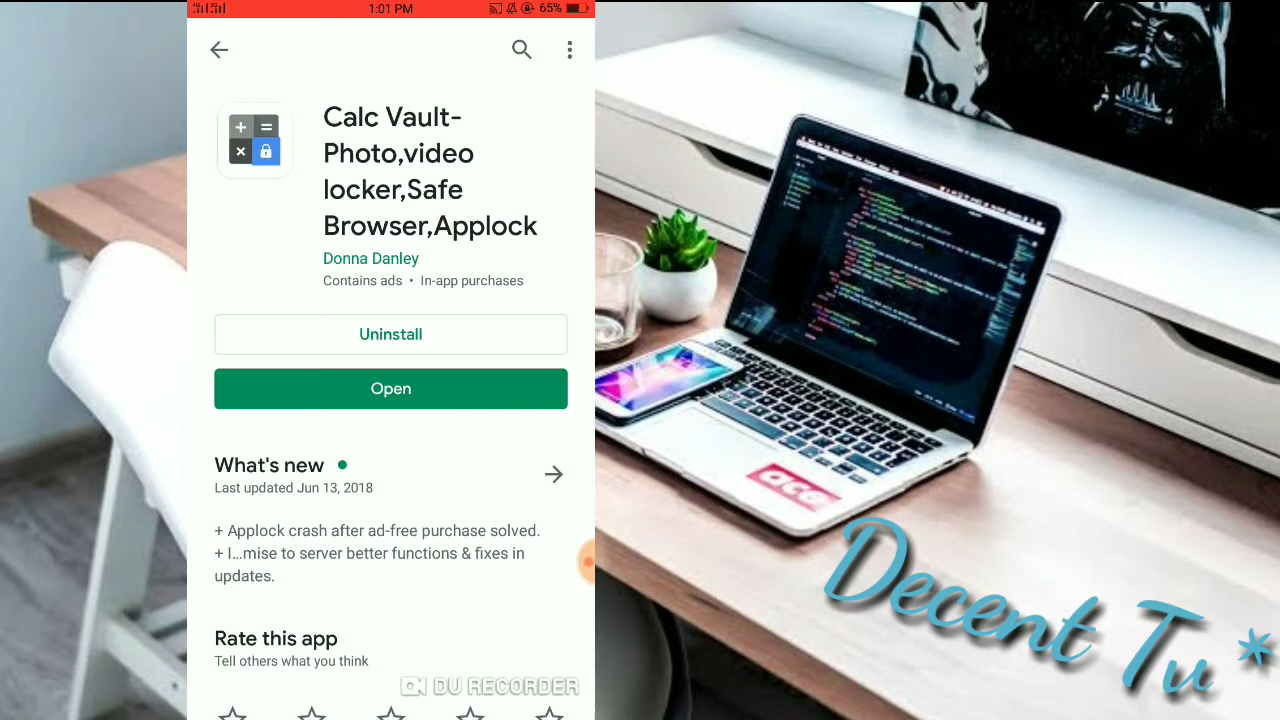 1:01 PM
65%
Calc Vault-
Photo,video
locker,Safe
Browser,Applock
Donna Danley
Contains ads • In-app purchases
Uninstall
Open
What's new
Last updated Jun 13, 2018
+ Applock crash after ad-free purchase solved.
+ I...mise to server better functions & fixes in
updates.
Rate this app
Tell others what you think
DU RECORDER
ace
Decent Tu